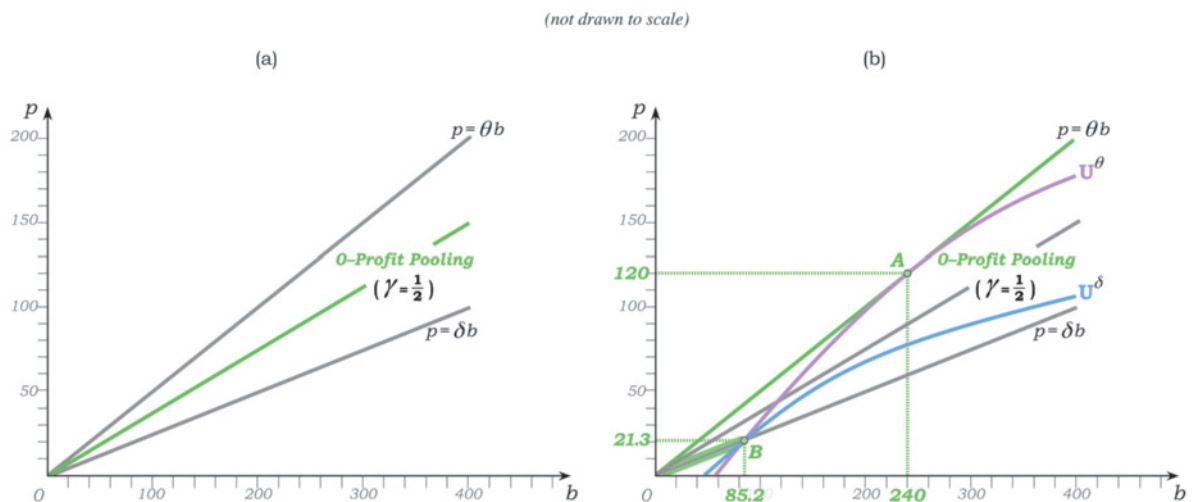 (not drawn to scale)
(a)
p
200
150
100
50
0
100
200
300
400
b
p = θb
0–Profit Pooling
(γ = 1/2)
p = δb
(b)
p
200
150
120
100
50
21.3
0
85.2
200
240
300
400
b
p = θb
U^θ
A
0–Profit Pooling
(γ = 1/2)
U^δ
p = δb
B